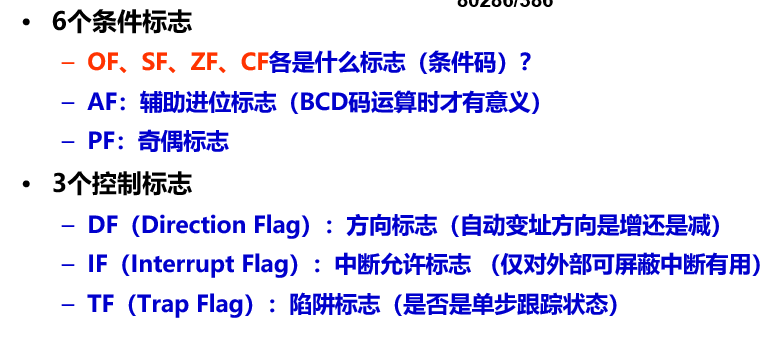 80286/386
• 6个条件标志
– OF、SF、ZF、CF各是什么标志（条件码）？
– AF：辅助进位标志（BCD码运算时才有意义）
– PF：奇偶标志
• 3个控制标志
– DF（Direction Flag）：方向标志（自动变址方向是增还是减）
– IF（Interrupt Flag）：中断允许标志 （仅对外部可屏蔽中断有用）
– TF（Trap Flag）：陷阱标志（是否是单步跟踪状态）